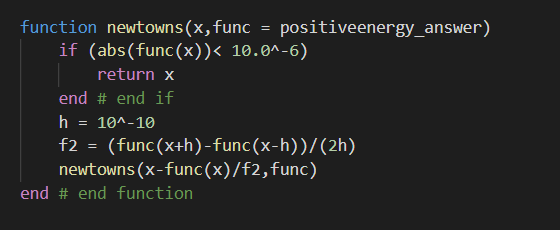 function newtowns(x,func = positiveenergy_answer)
if (abs(func(x))< 10.0^-6)
return x
end # end if
h = 10^-10
f2 = (func(x+h)-func(x-h))/(2h)
newtowns(x-func(x)/f2,func)
end # end function